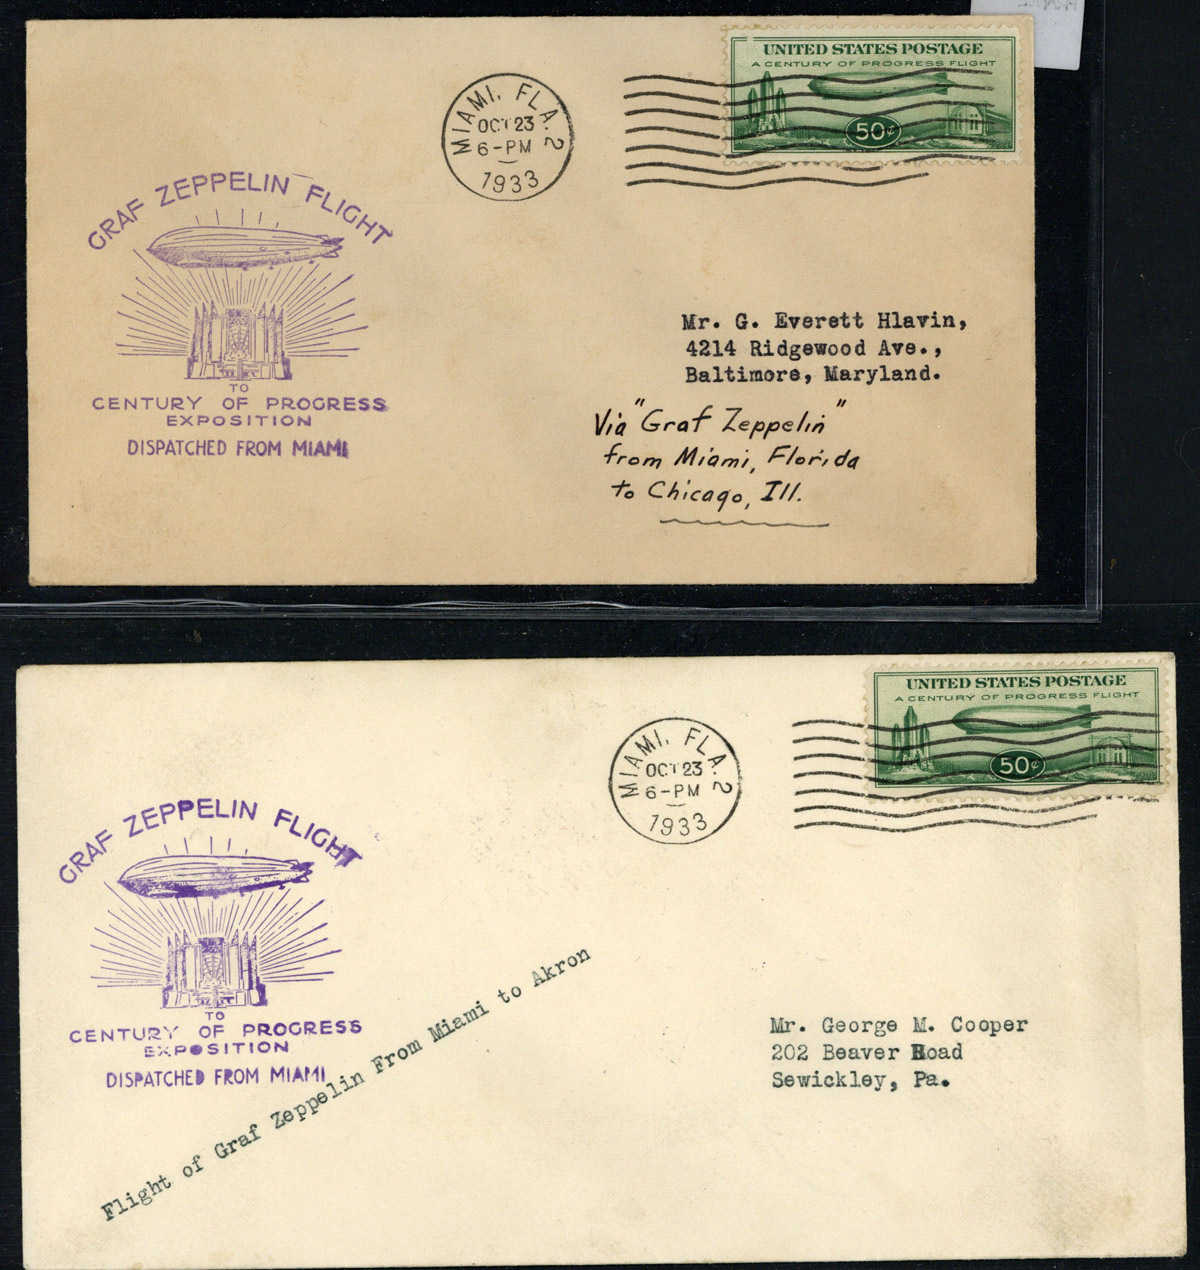 UNITED STATES POSTAGE
A CENTURY OF PROGRESS FLIGHT
50¢
MIAMI, FLA. 2
OCT 23
6-PM
1933
GRAF ZEPPELIN FLIGHT
TO
CENTURY OF PROGRESS
EXPOSITION
DISPATCHED FROM MIAMI
Mr. G. Everett Hlavin,
4214 Ridgewood Ave.,
Baltimore, Maryland.
Via "Graf Zeppelin"
from Miami, Florida
to Chicago, Ill.
UNITED STATES POSTAGE
A CENTURY OF PROGRESS FLIGHT
50¢
MIAMI, FLA. 2
OCT 23
6-PM
1933
GRAF ZEPPELIN FLIGHT
TO
CENTURY OF PROGRESS
EXPOSITION
DISPATCHED FROM MIAMI
Flight of Graf Zeppelin From Miami to Akron
Mr. George M. Cooper
202 Beaver Road
Sewickley, Pa.